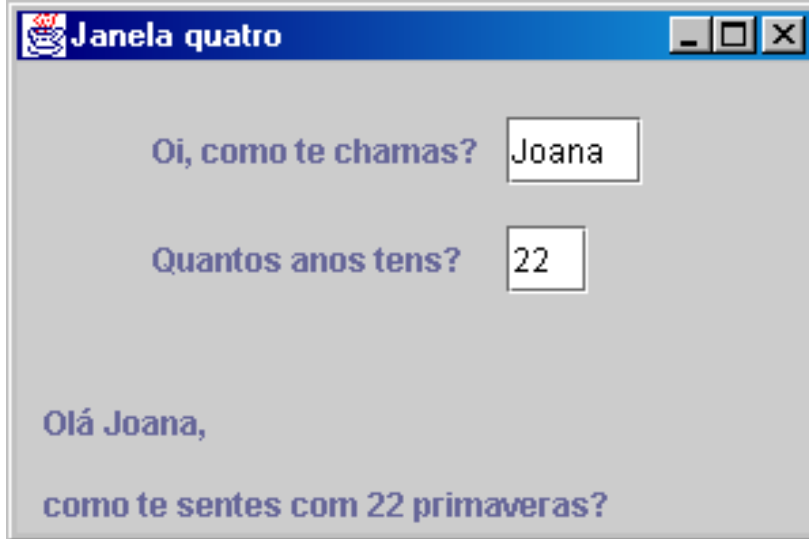 Janela quatro
Oi, como te chamas? Joana
Quantos anos tens? 22
Olá Joana,
como te sentes com 22 primaveras?